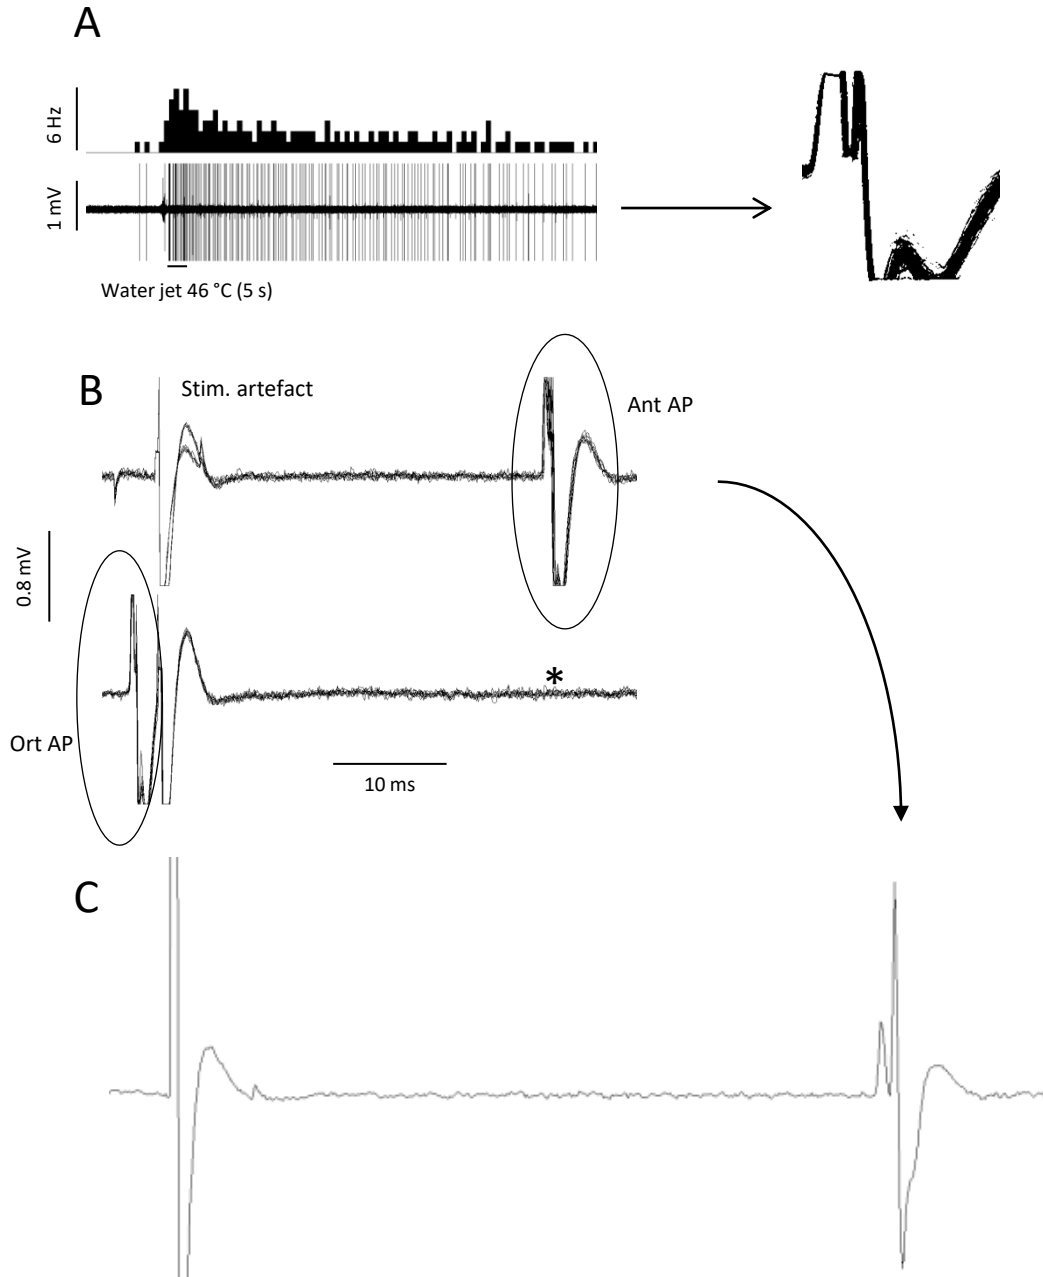 A
6 Hz
1 mV
Water jet 46 °C (5 s)
B
Stim. artefact
Ant AP
0.8 mV
*
Ort AP
10 ms
C